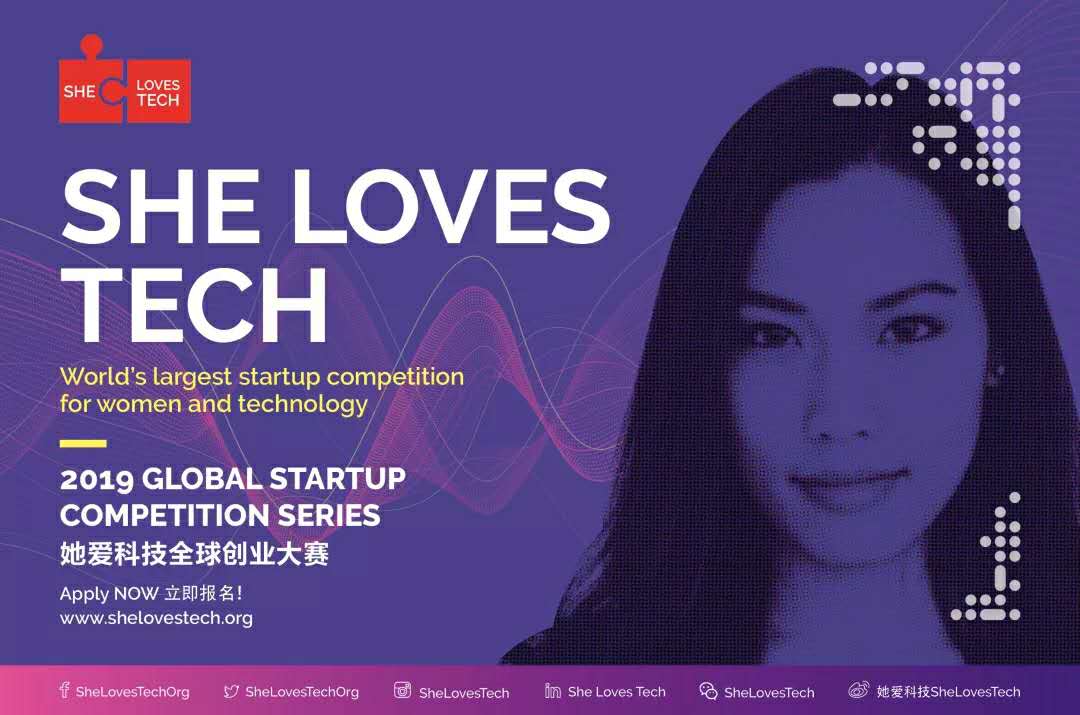 SHE LOVES
TECH
SHE LOVES
TECH
World's largest startup competition
for women and technology
2019 GLOBAL STARTUP
COMPETITION SERIES
她爱科技全球创业大赛
Apply NOW 立即报名!
www.shelovestech.org
SheLovesTechOrg
SheLovesTechOrg
SheLovesTech
She Loves Tech
SheLovesTech
她爱科技SheLovesTech